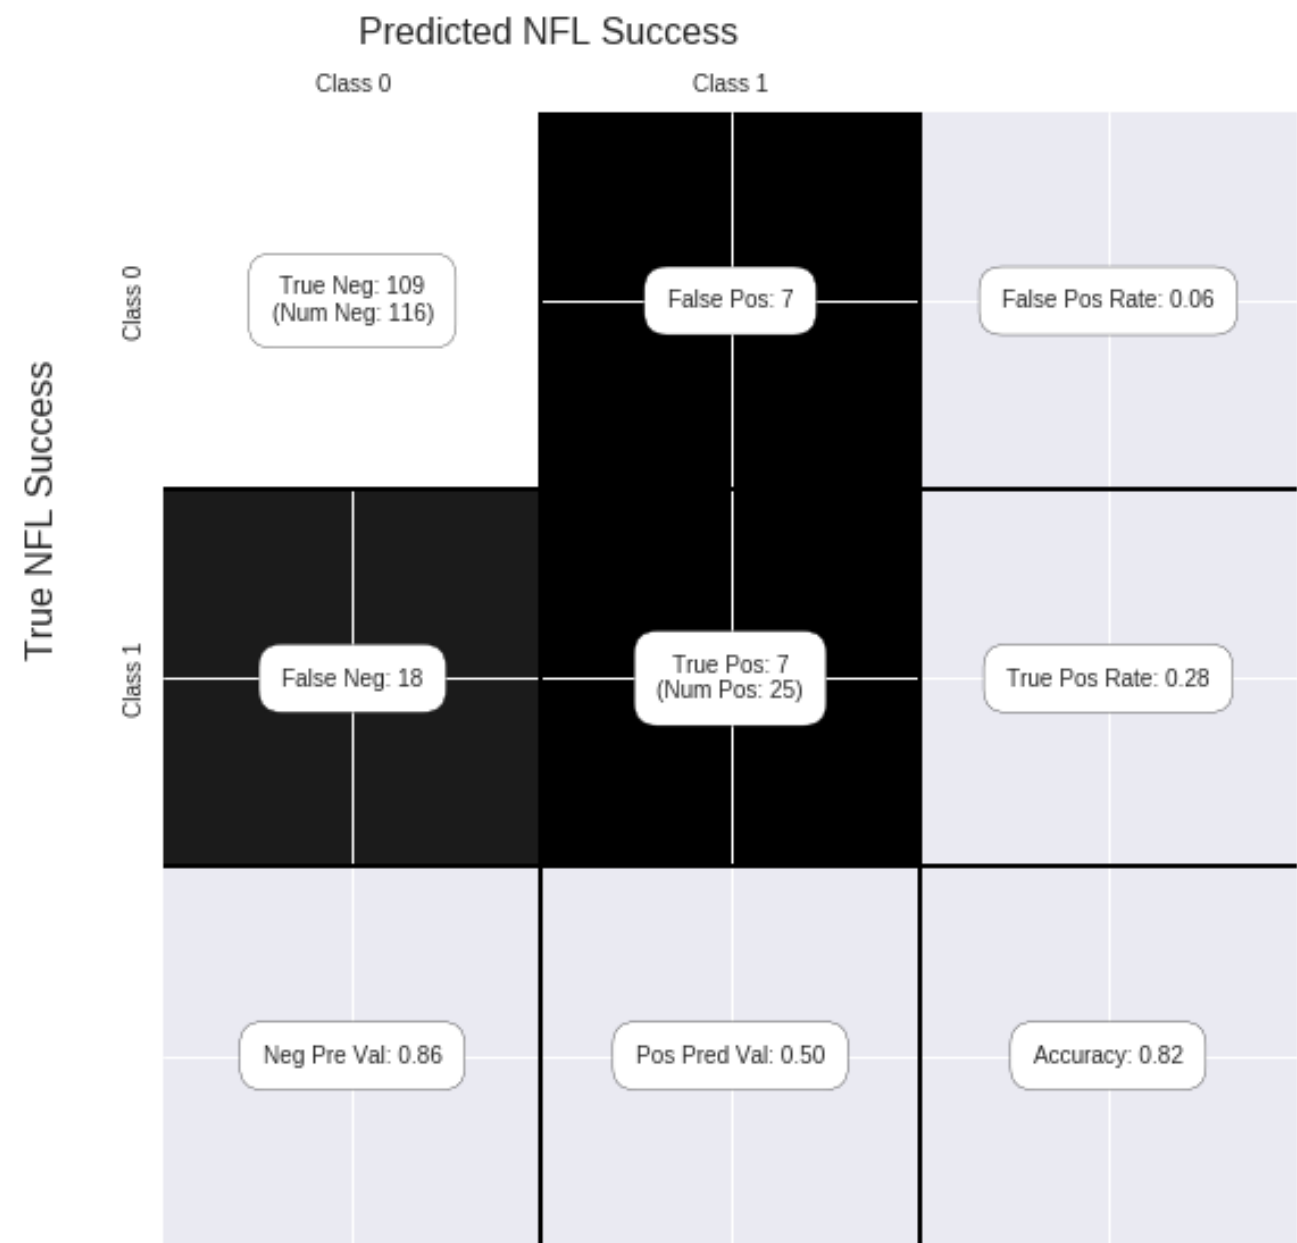 Predicted NFL Success
Class 0
Class 1
True NFL Success
Class 0
True Neg: 109
(Num Neg: 116)
False Pos: 7
False Pos Rate: 0.06
Class 1
False Neg: 18
True Pos: 7
(Num Pos: 25)
True Pos Rate: 0.28
Neg Pre Val: 0.86
Pos Pred Val: 0.50
Accuracy: 0.82